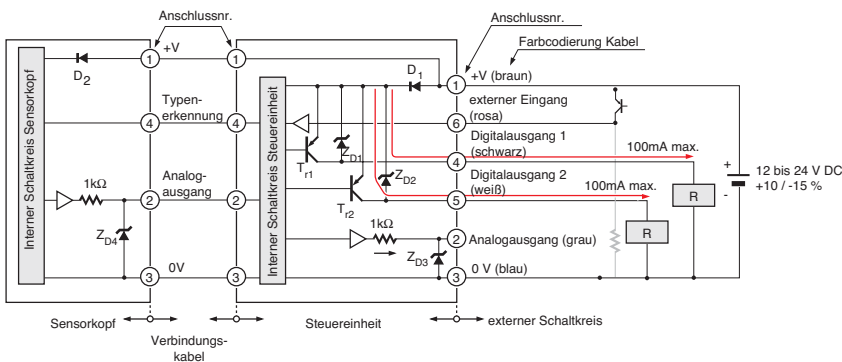 Anschlussnr.
Anschlussnr.
Farbcodierung Kabel
Interner Schaltkreis Sensorkopf
D2
+V
1
1
Typen-
erkennung
4
4
Analog-
ausgang
1kΩ
2
2
ZD4
0V
3
3
Interner Schaltkreis Steuereinheit
D1
1
+V (braun)
6
externer Eingang
(rosa)
Tr1
ZD1
4
Digitalausgang 1
(schwarz)
100mA max.
R
Tr2
ZD2
5
Digitalausgang 2
(weiß)
100mA max.
R
1kΩ
2
Analogausgang (grau)
ZD3
3
0 V (blau)
+
-
12 bis 24 V DC
+10 / -15 %
Sensorkopf
Verbindungs-
kabel
Steuereinheit
externer Schaltkreis